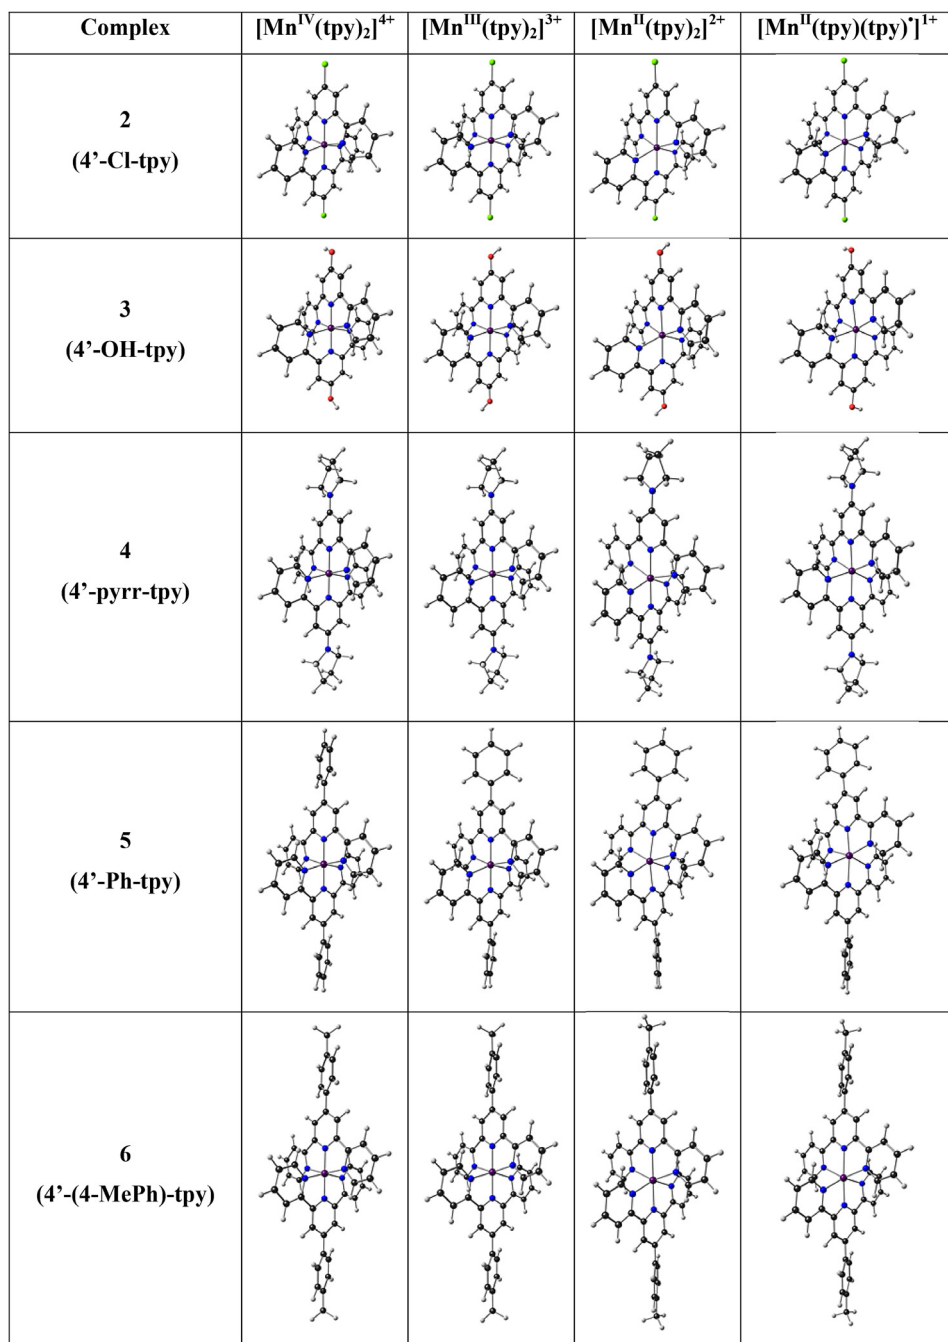 Complex [Mn^IV(tpy)₂]⁴⁺ [Mn^III(tpy)₂]³⁺ [Mn^II(tpy)₂]²⁺ [Mn^II(tpy)(tpy)^•]¹⁺
2
(4’-Cl-tpy)
3
(4’-OH-tpy)
4
(4’-pyrr-tpy)
5
(4’-Ph-tpy)
6
(4’-(4-MePh)-tpy)